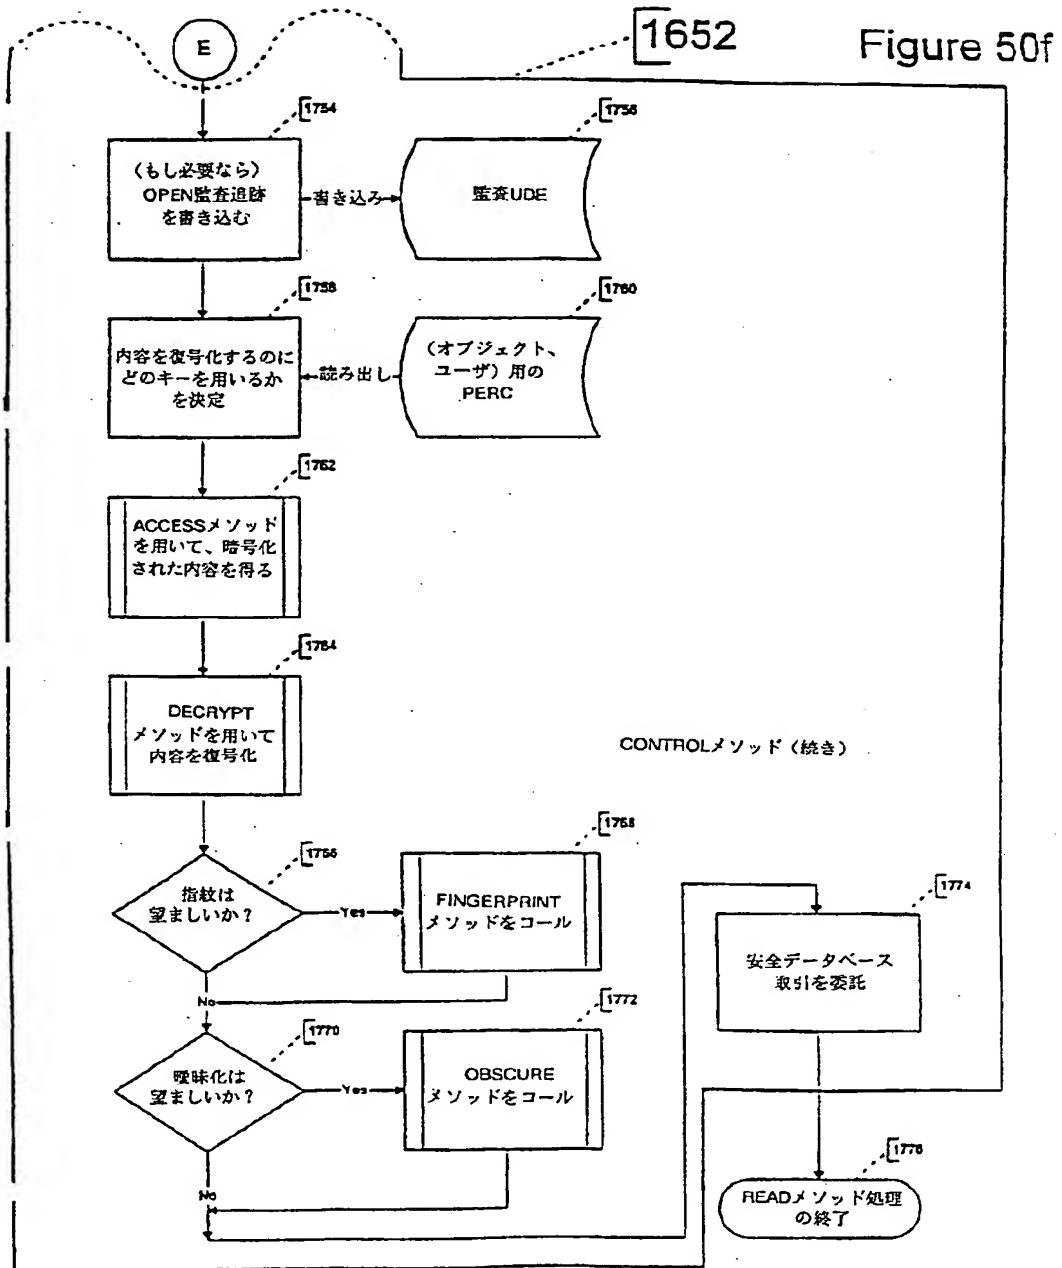 E
1652
Figure 50f
1754
(もし必要なら)
OPEN監査追跡
を書き込む
書き込み
1756
監査UDE
1758
内容を復号化するのに
どのキーを用いるか
を決定
読み出し
1760
(オブジェクト、
ユーザ)用の
PERC
1762
ACCESSメソッド
を用いて、暗号化
された内容を得る
1764
DECRYPT
メソッドを用いて
内容を復号化
CONTROLメソッド(続き)
1766
指紋は
望ましいか?
Yes
No
1768
FINGERPRINT
メソッドをコール
1770
曖昧化は
望ましいか?
Yes
No
1772
OBSCURE
メソッドをコール
1774
安全データベース
取引を委託
1776
READメソッド処理
の終了